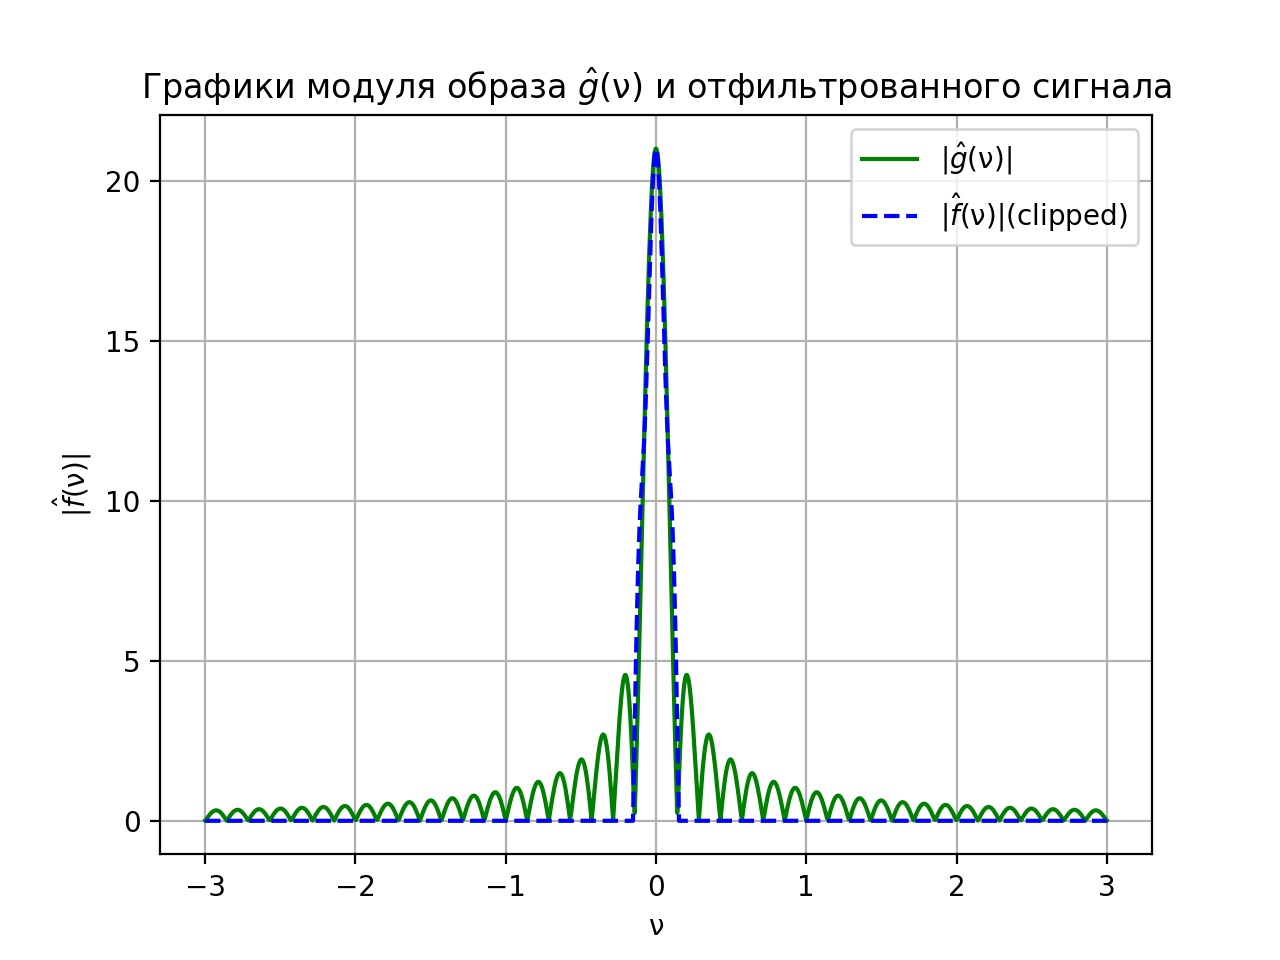 Графики модуля образа ĝ(ν) и отфильтрованного сигнала
|ĝ(ν)|
|f̂(ν)|(clipped)
|f̂(ν)|
20
15
10
5
0
−3 −2 −1 0 1 2 3
ν